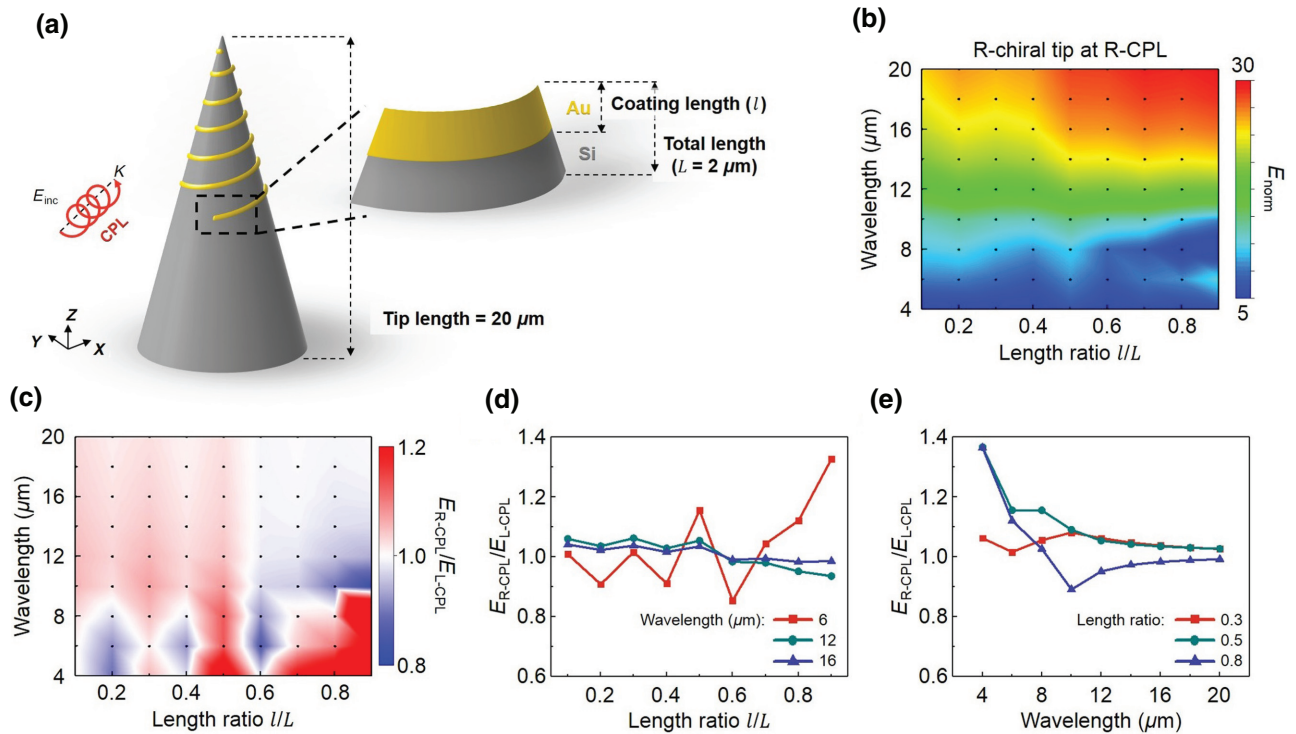 (a)
Au
Si
Coating length (l)
Total length
(L = 2 μm)
K
E_inc
CPL
Z
Y
X
Tip length = 20 μm
(b)
R-chiral tip at R-CPL
Wavelength (μm)
20
16
12
8
4
0.2 0.4 0.6 0.8
Length ratio l/L
30
5
E_norm
(c)
Wavelength (μm)
20
16
12
8
4
0.2 0.4 0.6 0.8
Length ratio l/L
1.2
1.0
0.8
E_R-CPL/E_L-CPL
(d)
E_R-CPL/E_L-CPL
1.4
1.2
1.0
0.8
0.6
Wavelength (μm): 6
12
16
0.2 0.4 0.6 0.8
Length ratio l/L
(e)
E_R-CPL/E_L-CPL
1.4
1.2
1.0
0.8
0.6
Length ratio: 0.3
0.5
0.8
4 8 12 16 20
Wavelength (μm)